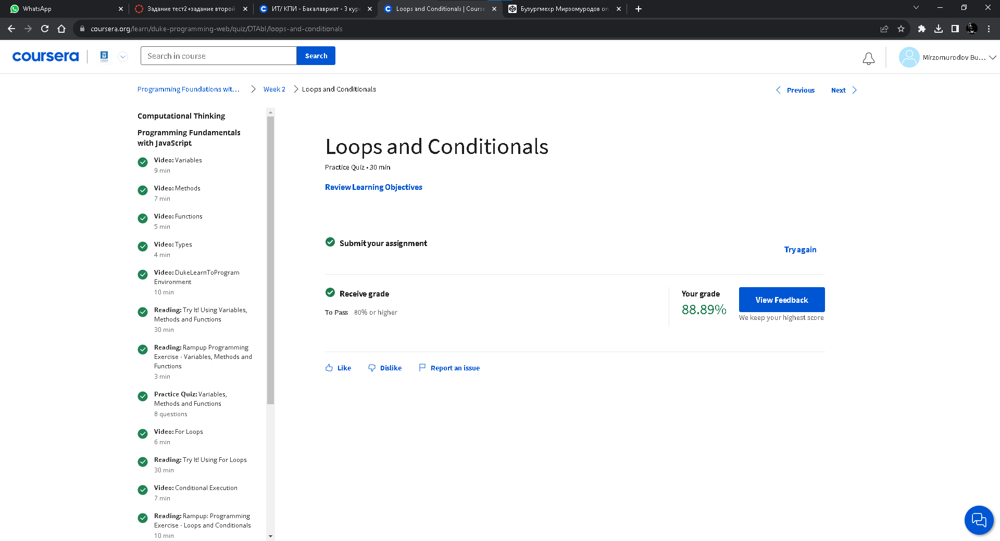 WhatsApp
Задание тест2+задание второй
ИТ/ КПИ - Бакалавриат - 3 курс
Loops and Conditionals | Course
Бузургмехр Мирзомуродов on
coursera.org/learn/duke-programming-web/quiz/DTAbI/loops-and-conditionals
coursera
Search in course
Search
Mirzomurodov Bu...
Programming Foundations wit...
Week 2
Loops and Conditionals
Previous
Next
Computational Thinking
Programming Fundamentals
with JavaScript
Video: Variables
9 min
Video: Methods
7 min
Video: Functions
5 min
Video: Types
4 min
Video: DukeLearnToProgram
Environment
10 min
Reading: Try It! Using Variables,
Methods and Functions
30 min
Reading: Rampup Programming
Exercise - Variables, Methods and
Functions
3 min
Practice Quiz: Variables,
Methods and Functions
8 questions
Video: For Loops
6 min
Reading: Try It! Using For Loops
30 min
Video: Conditional Execution
7 min
Reading: Rampup: Programming
Exercise - Loops and Conditionals
10 min
Loops and Conditionals
Practice Quiz • 30 min
Review Learning Objectives
Submit your assignment
Try again
Receive grade
To Pass 80% or higher
Your grade
88.89%
View Feedback
We keep your highest score
Like
Dislike
Report an issue